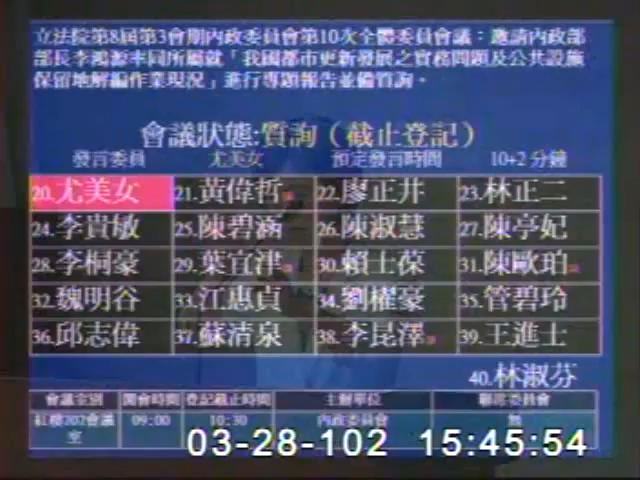 立法院第8屆第3會期內政委員會第10次全體委員會議：邀請內政部
部長李鴻源率同所屬就「我國都市更新發展之實務問題及公共設施
保留地解編作業現況」進行專題報告並備質詢。
會議狀態:質詢（截止登記）
發言委員 尤美女 預定發言時間 10+2 分鐘
20.尤美女 21.黃偉哲 22.廖正井 23.林正二
24.李貴敏 25.陳碧涵 26.陳淑慧 27.陳亭妃
28.李桐豪 29.葉宜津 30.賴士葆 31.陳歐珀
32.魏明谷 33.江惠貞 34.劉櫂豪 35.管碧玲
36.邱志偉 37.蘇清泉 38.李昆澤 39.王進士
40.林淑芬
會議室別 開會時間 登記截止時間 主辦單位 聯席委員會
紅樓202會議室 09:00 10:30 內政委員會 無
03-28-102 15:45:54